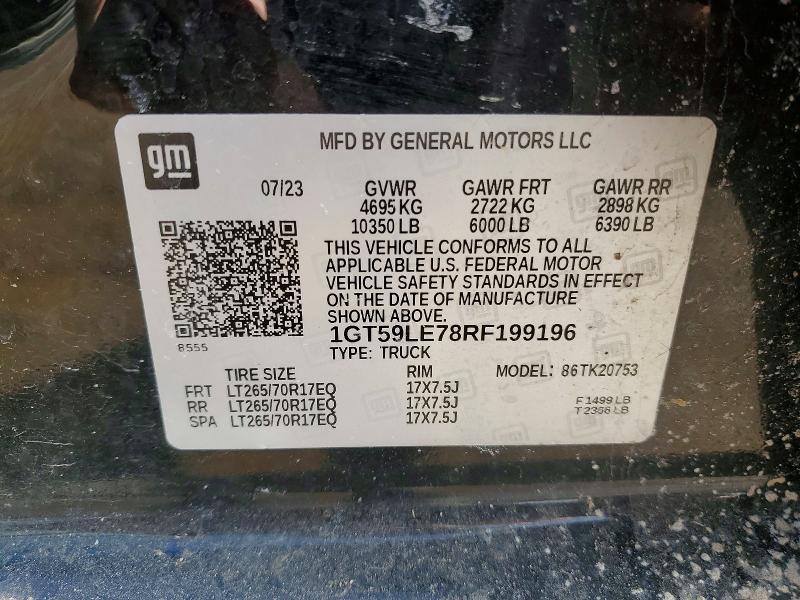 gm
MFD BY GENERAL MOTORS LLC
07/23 GVWR GAWR FRT GAWR RR
4695 KG 2722 KG 2898 KG
10350 LB 6000 LB 6390 LB
THIS VEHICLE CONFORMS TO ALL
APPLICABLE U.S. FEDERAL MOTOR
VEHICLE SAFETY STANDARDS IN EFFECT
ON THE DATE OF MANUFACTURE
SHOWN ABOVE.
8555
1GT59LE78RF199196
TYPE: TRUCK MODEL: 86TK20753
TIRE SIZE RIM
FRT LT265/70R17EQ 17X7.5J
RR LT265/70R17EQ 17X7.5J F1499 LB
SPA LT265/70R17EQ 17X7.5J LB